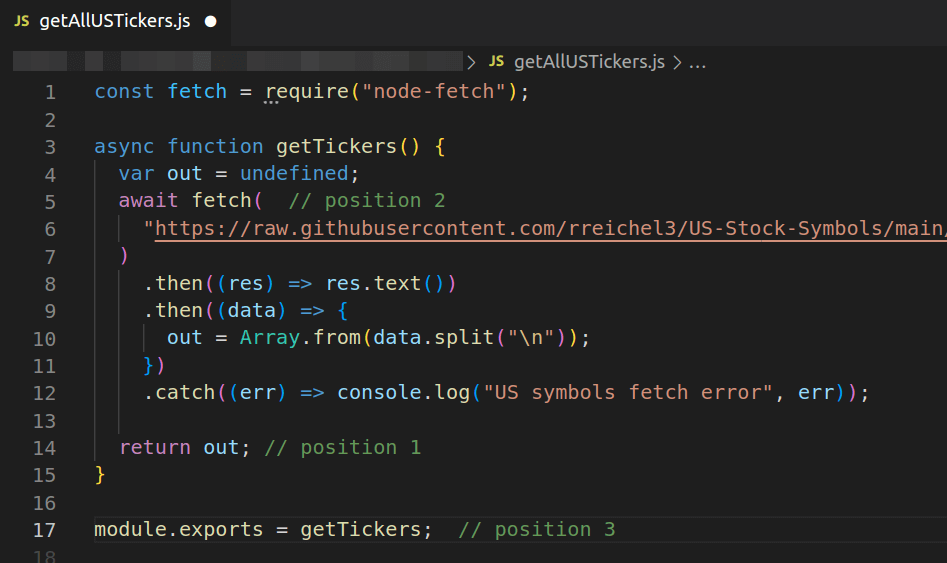 JS getAllUSTickers.js
JS getAllUSTickers.js > ...
1 const fetch = require("node-fetch");
2
3 async function getTickers() {
4 var out = undefined;
5 await fetch( // position 2
6 "https://raw.githubusercontent.com/rreichel3/US-Stock-Symbols/main/
7 )
8 .then((res) => res.text())
9 .then((data) => {
10 out = Array.from(data.split("\n"));
11 })
12 .catch((err) => console.log("US symbols fetch error", err));
13
14 return out; // position 1
15 }
16
17 module.exports = getTickers; // position 3
18